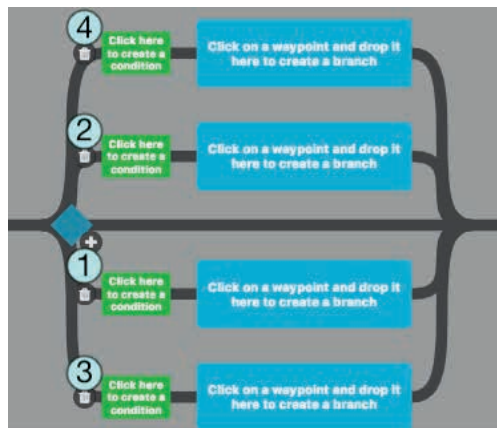 4
Click here
to create a
condition
Click on a waypoint and drop it
here to create a branch
2
Click here
to create a
condition
Click on a waypoint and drop it
here to create a branch
1
Click here
to create a
condition
Click on a waypoint and drop it
here to create a branch
3
Click here
to create a
condition
Click on a waypoint and drop it
here to create a branch